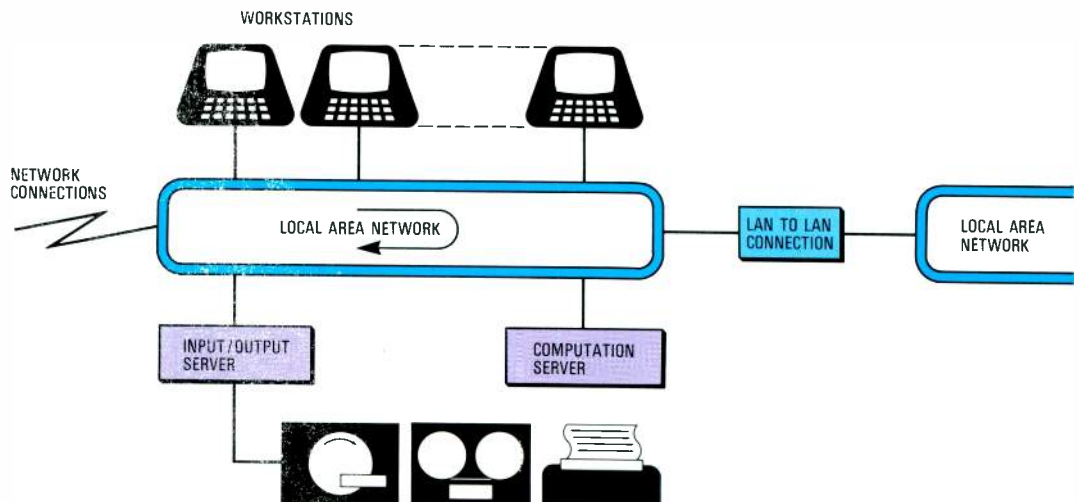 WORKSTATIONS
NETWORK
CONNECTIONS
LOCAL AREA NETWORK
LAN TO LAN
CONNECTION
LOCAL AREA
NETWORK
INPUT/OUTPUT
SERVER
COMPUTATION
SERVER